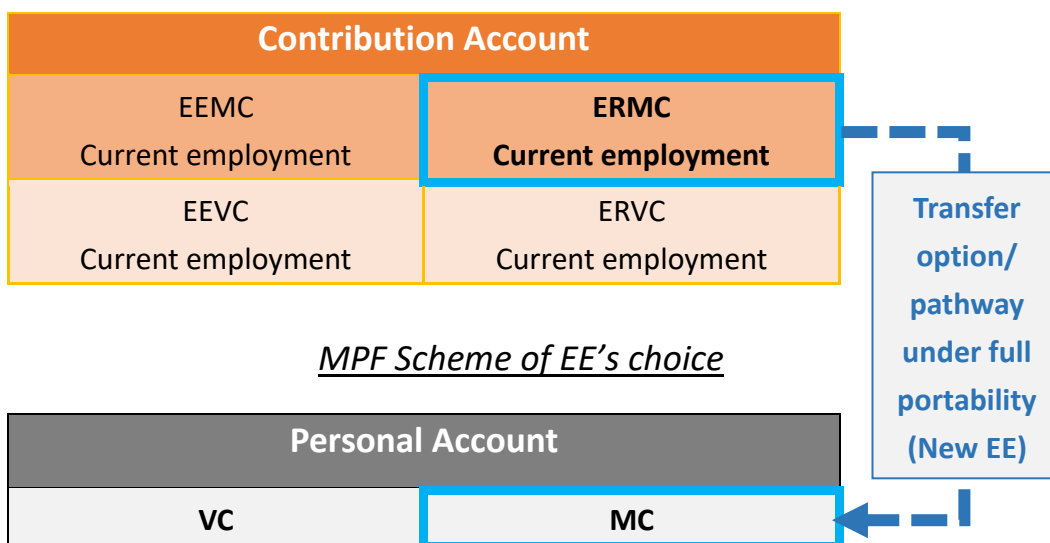 Contribution Account
EEMC
Current employment
ERMC
Current employment
EEVC
Current employment
ERVC
Current employment
Transfer
option/
pathway
under full
portability
(New EE)
MPF Scheme of EE’s choice
Personal Account
VC
MC